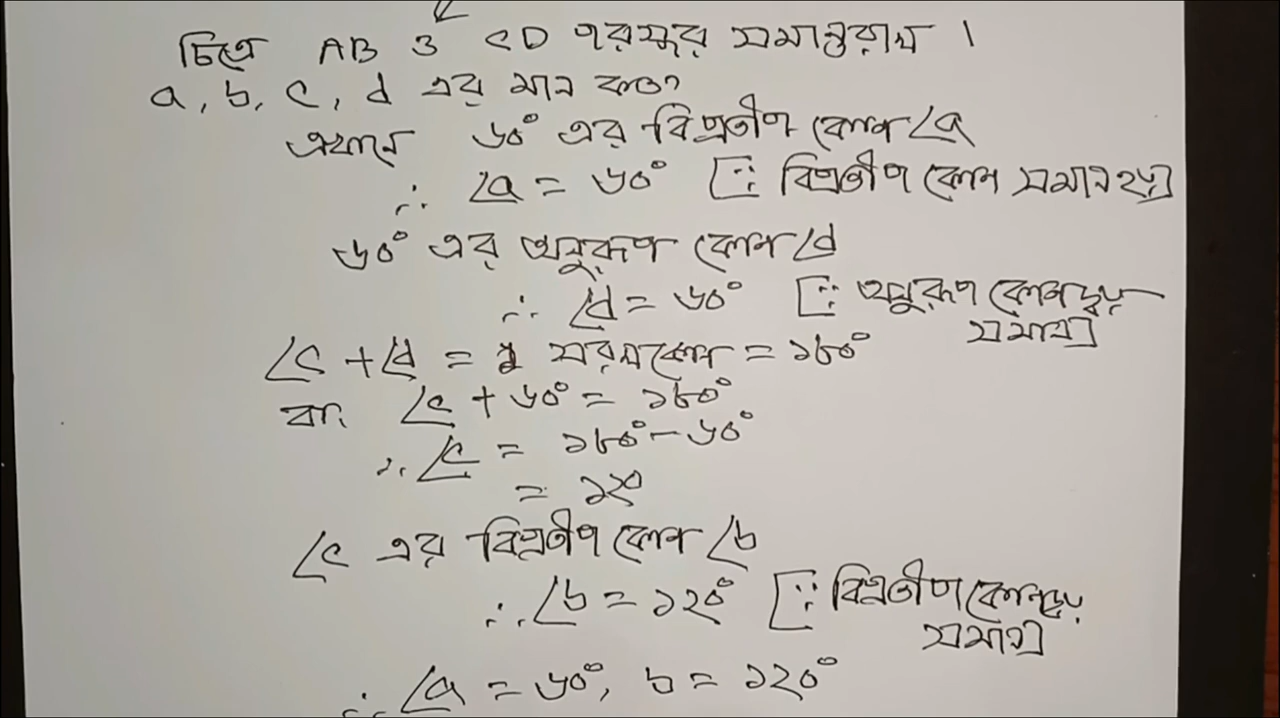 চিত্রে AB ও CD পরস্পর সমান্তরাল ।
a, b, c, d এর মান কত?
এখানে ৬০° এর বিপ্রতীপ কোণ ∠a
∴ ∠a = ৬০° [∵ বিপ্রতীপ কোণ সমান হয়]
৬০° এর অনুরূপ কোণ ∠d
∴ ∠d = ৬০° [∵ অনুরূপ কোণদ্বয় সমান]
∠c + ∠d = ১ সরলকোণ = ১৮০°
বা, ∠c + ৬০° = ১৮০°
∴ ∠c = ১৮০° − ৬০°
= ১২০
∠c এর বিপ্রতীপ কোণ ∠b
∴ ∠b = ১২০° [∵ বিপ্রতীপ কোণদ্বয় সমান]
∴ ∠a = ৬০°, b = ১২০°